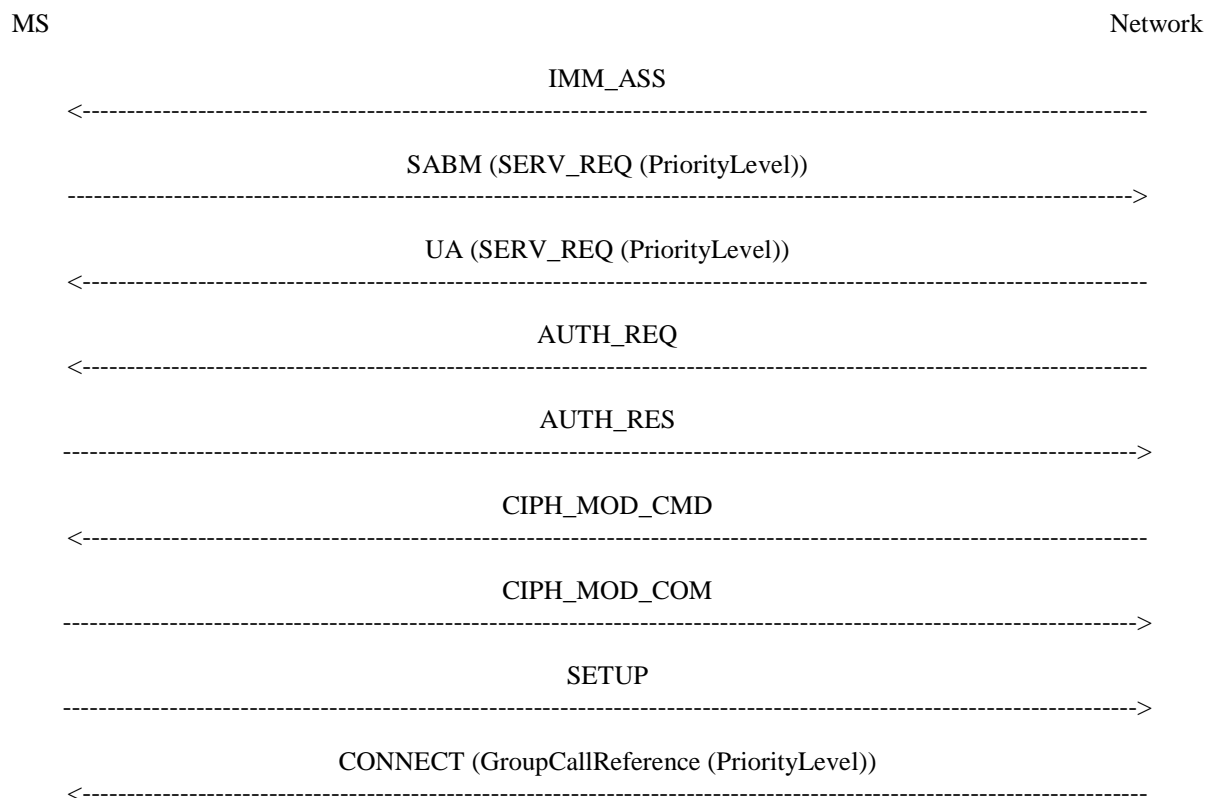 MS Network
IMM_ASS
<------------------------------------------------------------------------------------------------------------------------
SABM (SERV_REQ (PriorityLevel))
------------------------------------------------------------------------------------------------------------------------>
UA (SERV_REQ (PriorityLevel))
<------------------------------------------------------------------------------------------------------------------------
AUTH_REQ
<------------------------------------------------------------------------------------------------------------------------
AUTH_RES
------------------------------------------------------------------------------------------------------------------------->
CIPH_MOD_CMD
<------------------------------------------------------------------------------------------------------------------------
CIPH_MOD_COM
------------------------------------------------------------------------------------------------------------------------->
SETUP
------------------------------------------------------------------------------------------------------------------------->
CONNECT (GroupCallReference (PriorityLevel))
<------------------------------------------------------------------------------------------------------------------------